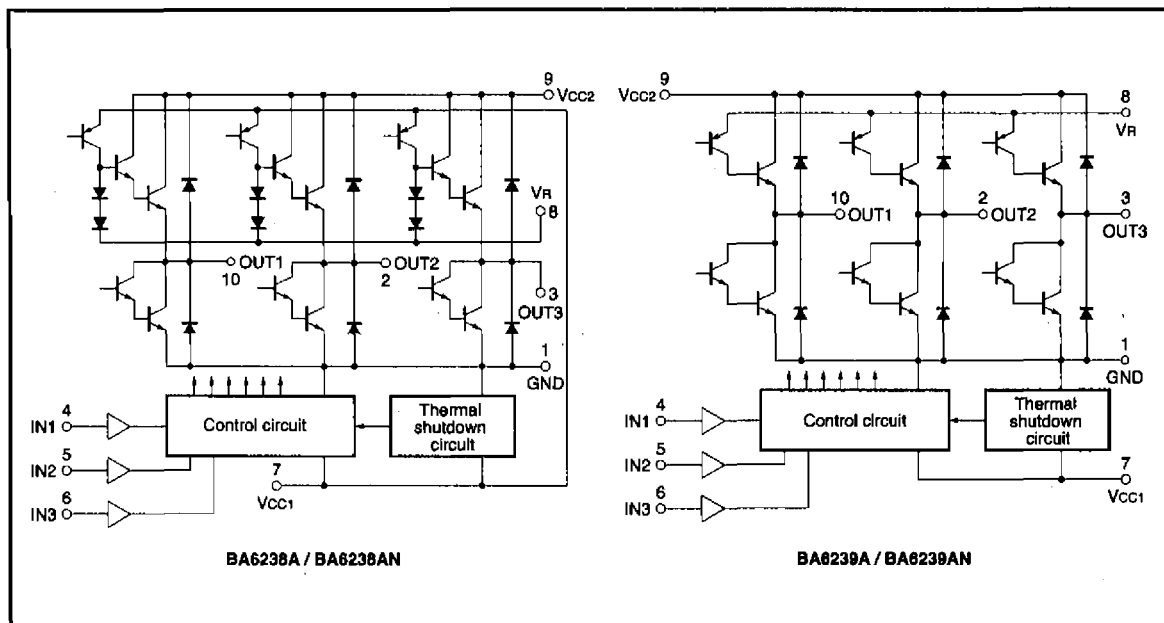 9
VCC2
VR
8
10
OUT1
2
OUT2
3
OUT3
1
GND
4
IN1
5
IN2
6
IN3
Control circuit
Thermal
shutdown
circuit
7
VCC1
BA6238A / BA6238AN
9
VCC2
8
VR
10
OUT1
2
OUT2
3
OUT3
1
GND
4
IN1
5
IN2
6
IN3
Control circuit
Thermal
shutdown
circuit
7
VCC1
BA6239A / BA6239AN